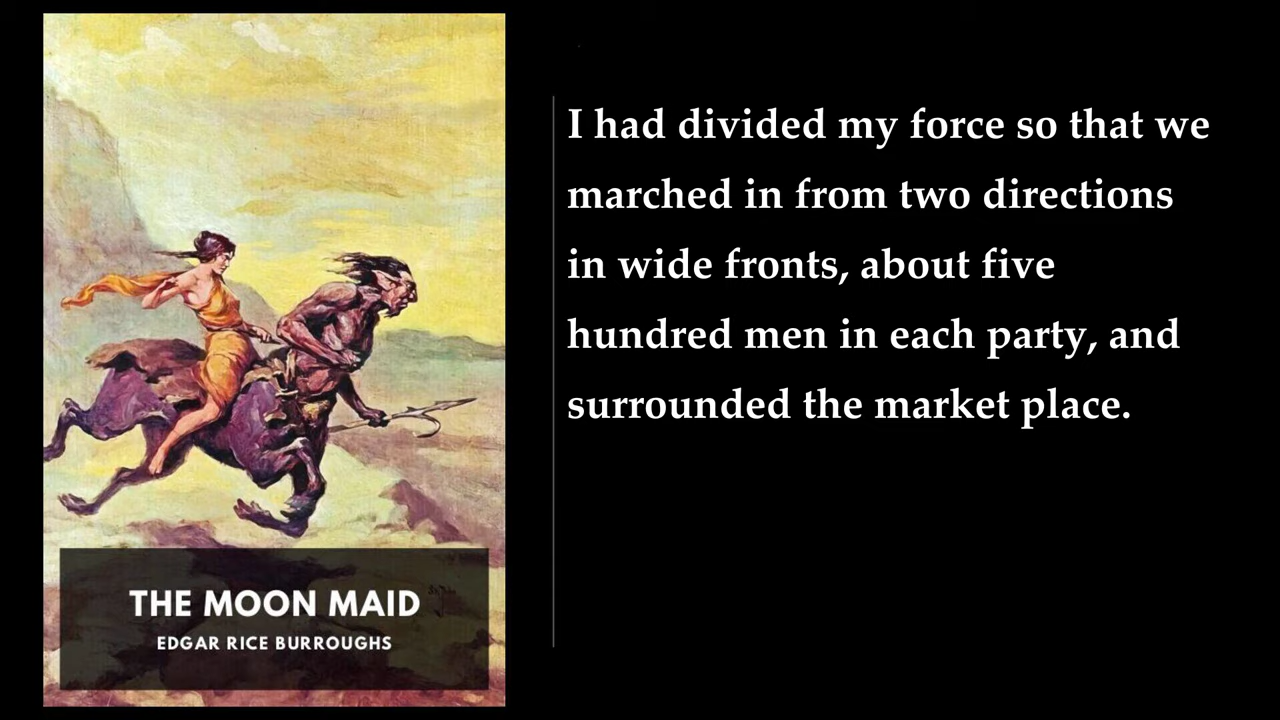 I had divided my force so that we
marched in from two directions
in wide fronts, about five
hundred men in each party, and
surrounded the market place.
THE MOON MAID
EDGAR RICE BURROUGHS